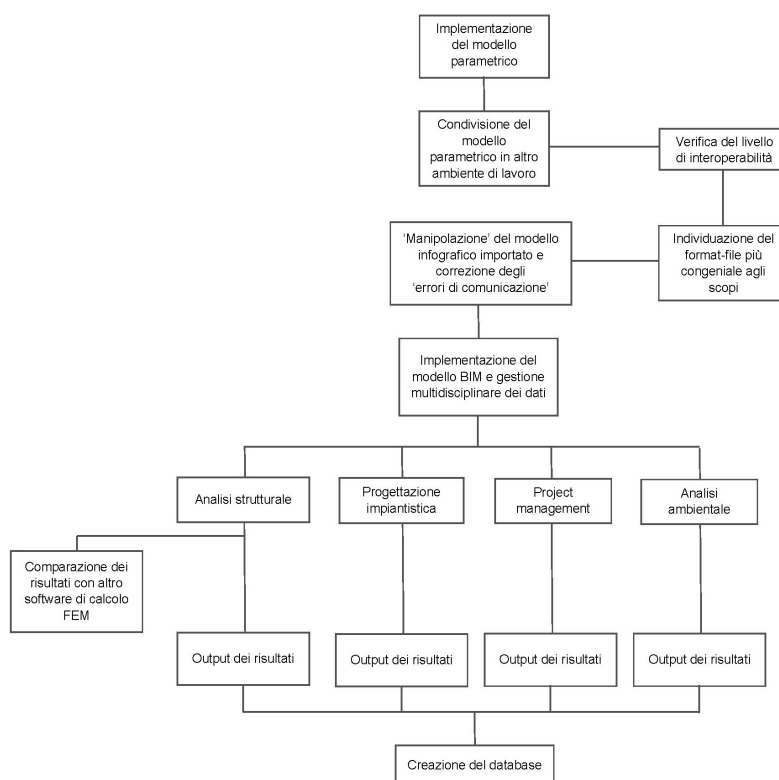 Implementazione
del modello
parametrico
Condivisione del
modello
parametrico in altro
ambiente di lavoro
Verifica del livello
di interoperabilità
'Manipolazione' del modello
infografico importato e
correzione degli
'errori di comunicazione'
Individuazione del
format-file più
congeniale agli
scopi
Implementazione del
modello BIM e gestione
multidisciplinare dei dati
Analisi strutturale
Progettazione
impiantistica
Project
management
Analisi
ambientale
Comparazione dei
risultati con altro
software di calcolo
FEM
Output dei risultati
Output dei risultati
Output dei risultati
Output dei risultati
Creazione del database